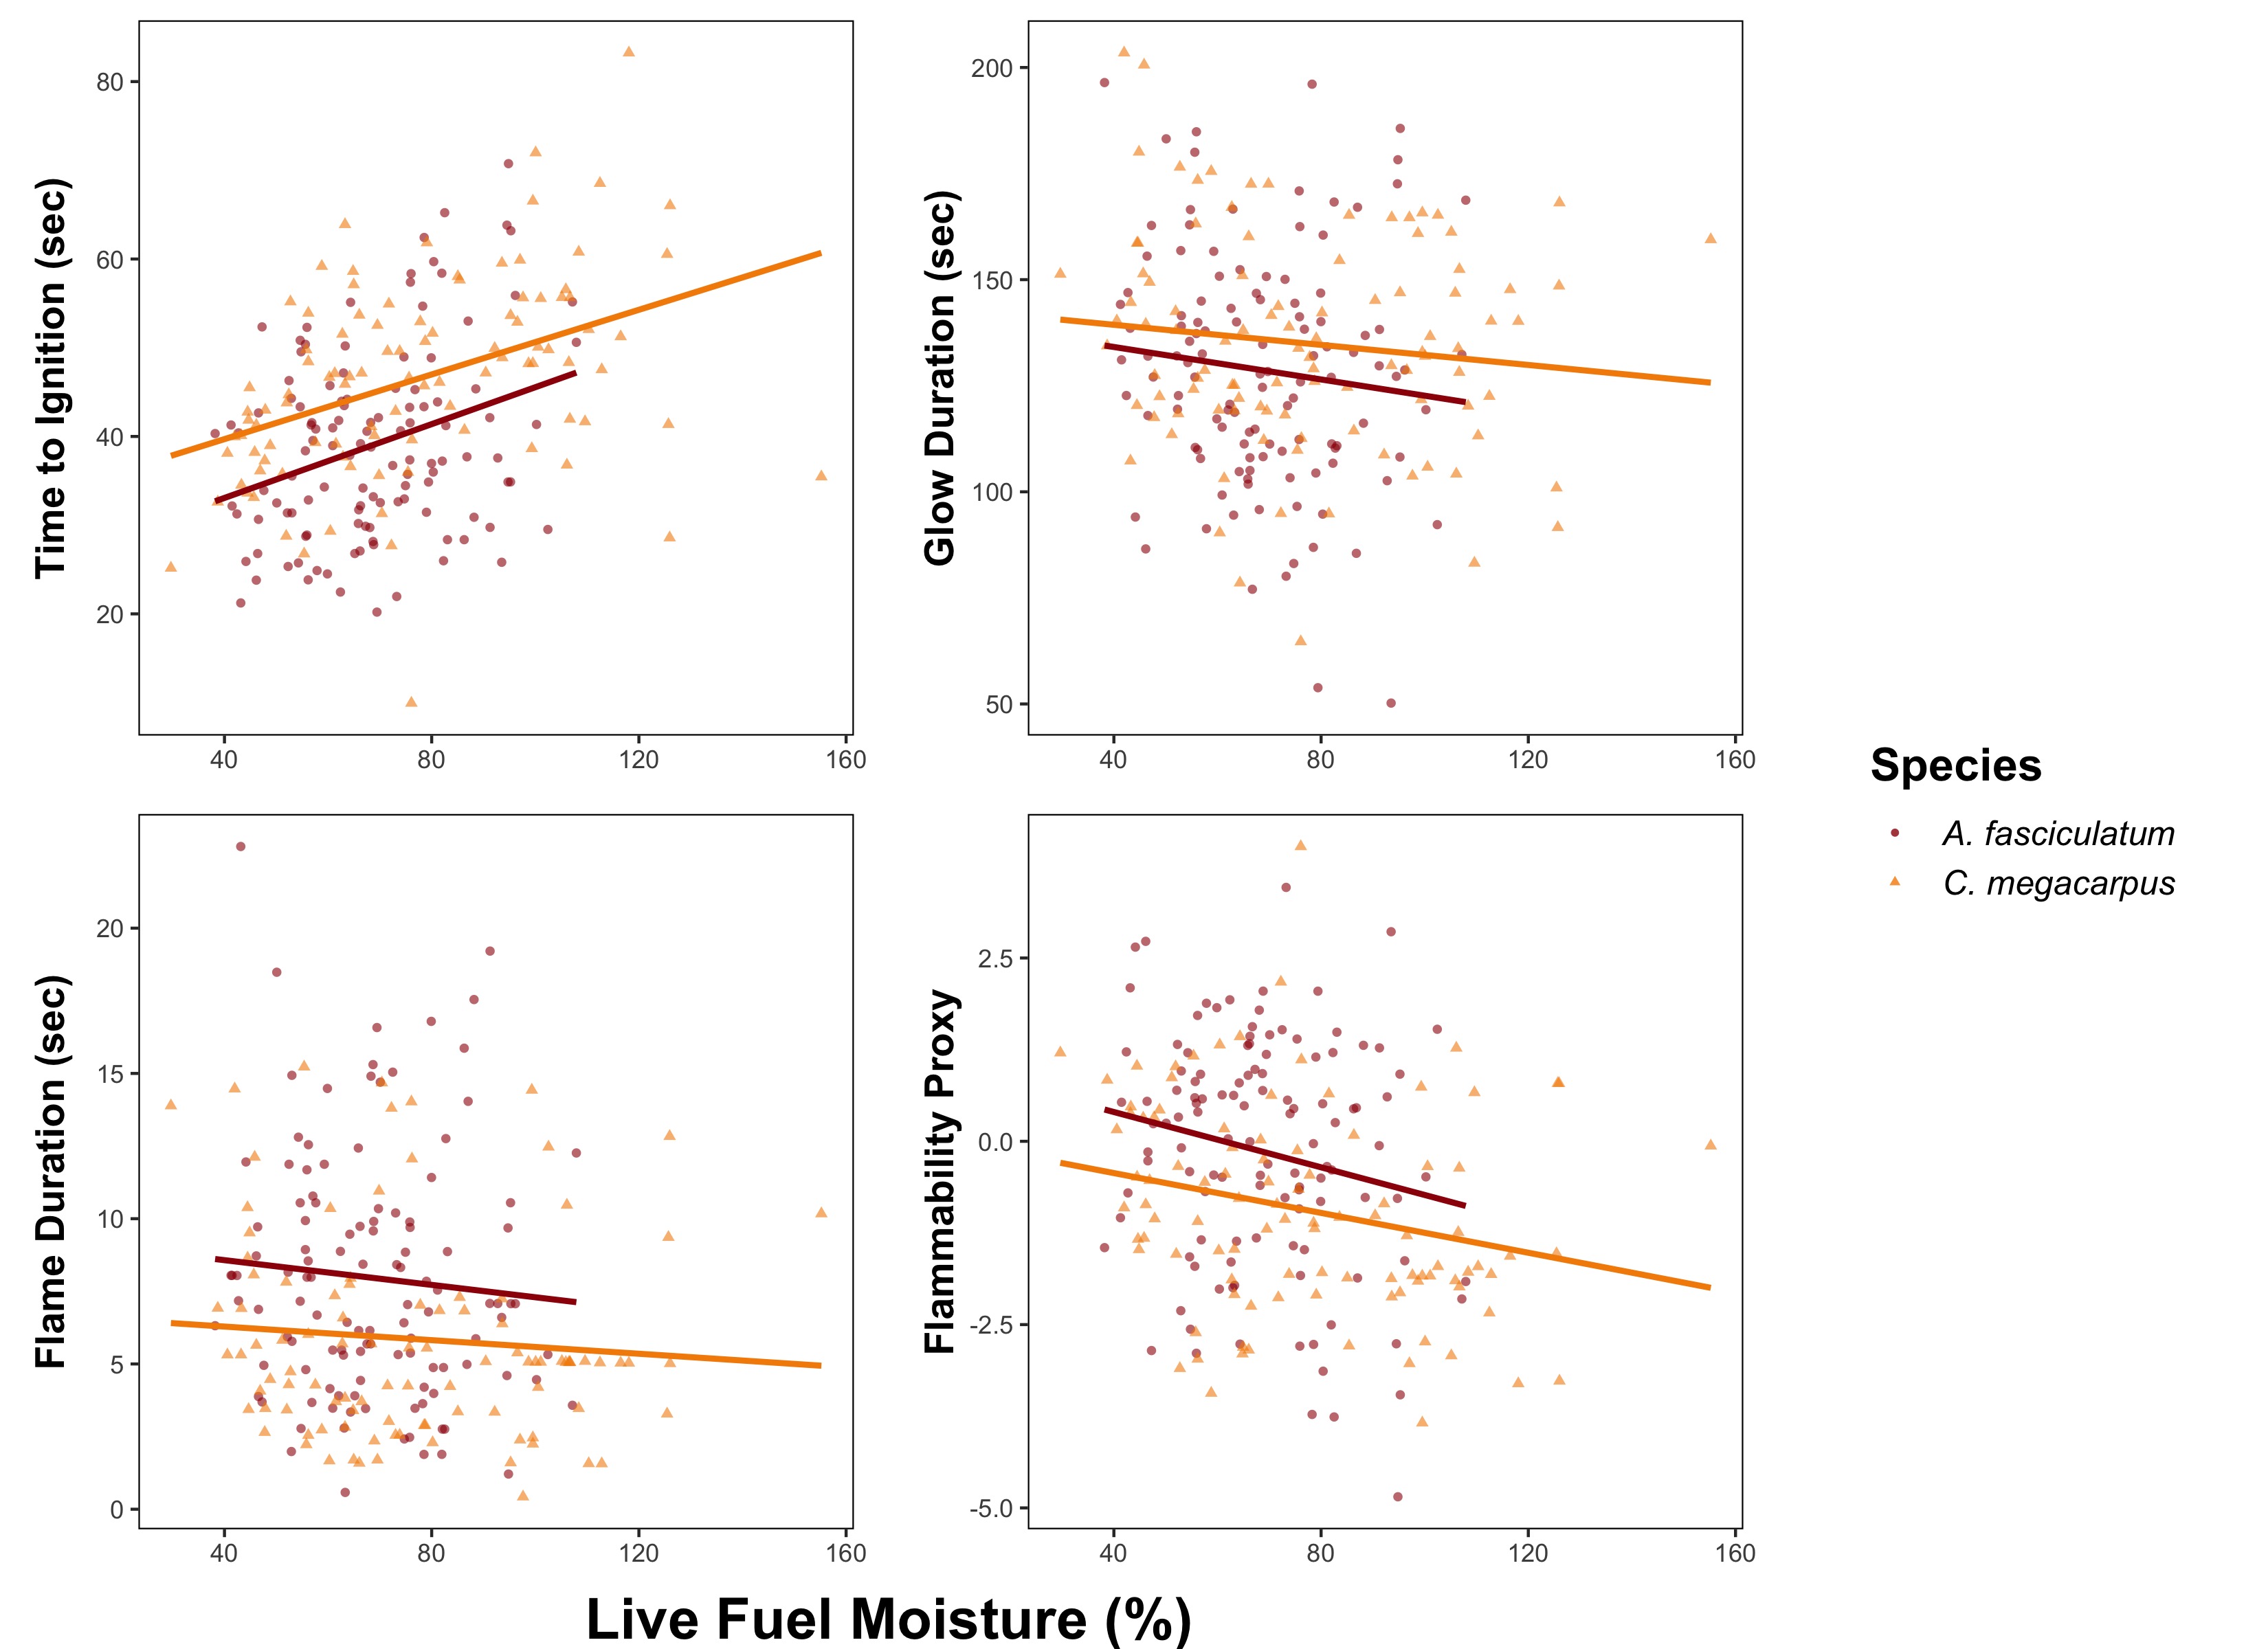 Time to Ignition (sec)
80
60
40
20
40 80 120 160
Glow Duration (sec)
200
150
100
50
40 80 120 160
Flame Duration (sec)
20
15
10
5
0
40 80 120 160
Flammability Proxy
2.5
0.0
-2.5
-5.0
40 80 120 160
Live Fuel Moisture (%)
Species
A. fasciculatum
C. megacarpus